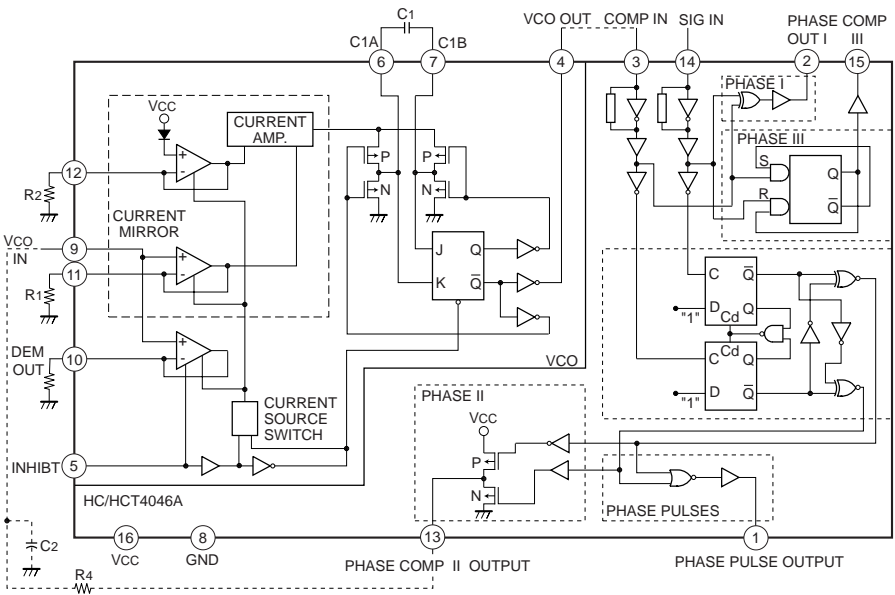 C1
VCO OUT COMP IN SIG IN PHASE COMP
OUT I III
C1A C1B
6 7 4 3 14 2 15
PHASE I
VCC
CURRENT
AMP.
PHASE III
+
-
P P
S
Q
12
N N
R
Q̅
R2
CURRENT
MIRROR
VCO
IN
9
+
-
J Q
11
K Q̅
C Q̅
R1
D Q
"1"
Cd
+
-
DEM
OUT
10
VCO
Cd
C Q
D Q̅
"1"
PHASE II
CURRENT
SOURCE
SWITCH
VCC
P
INHIBT 5
N
HC/HCT4046A
PHASE PULSES
C2
16 8 13 1
VCC GND
PHASE COMP II OUTPUT
PHASE PULSE OUTPUT
R4